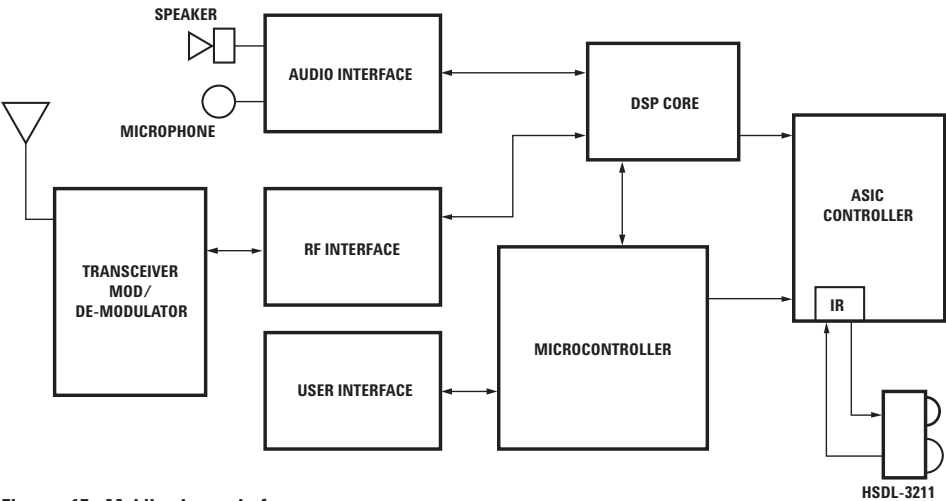 SPEAKER
AUDIO INTERFACE
MICROPHONE
DSP CORE
ASIC
CONTROLLER
IR
RF INTERFACE
TRANSCEIVER
MOD/
DE-MODULATOR
MICROCONTROLLER
USER INTERFACE
HSDL-3211